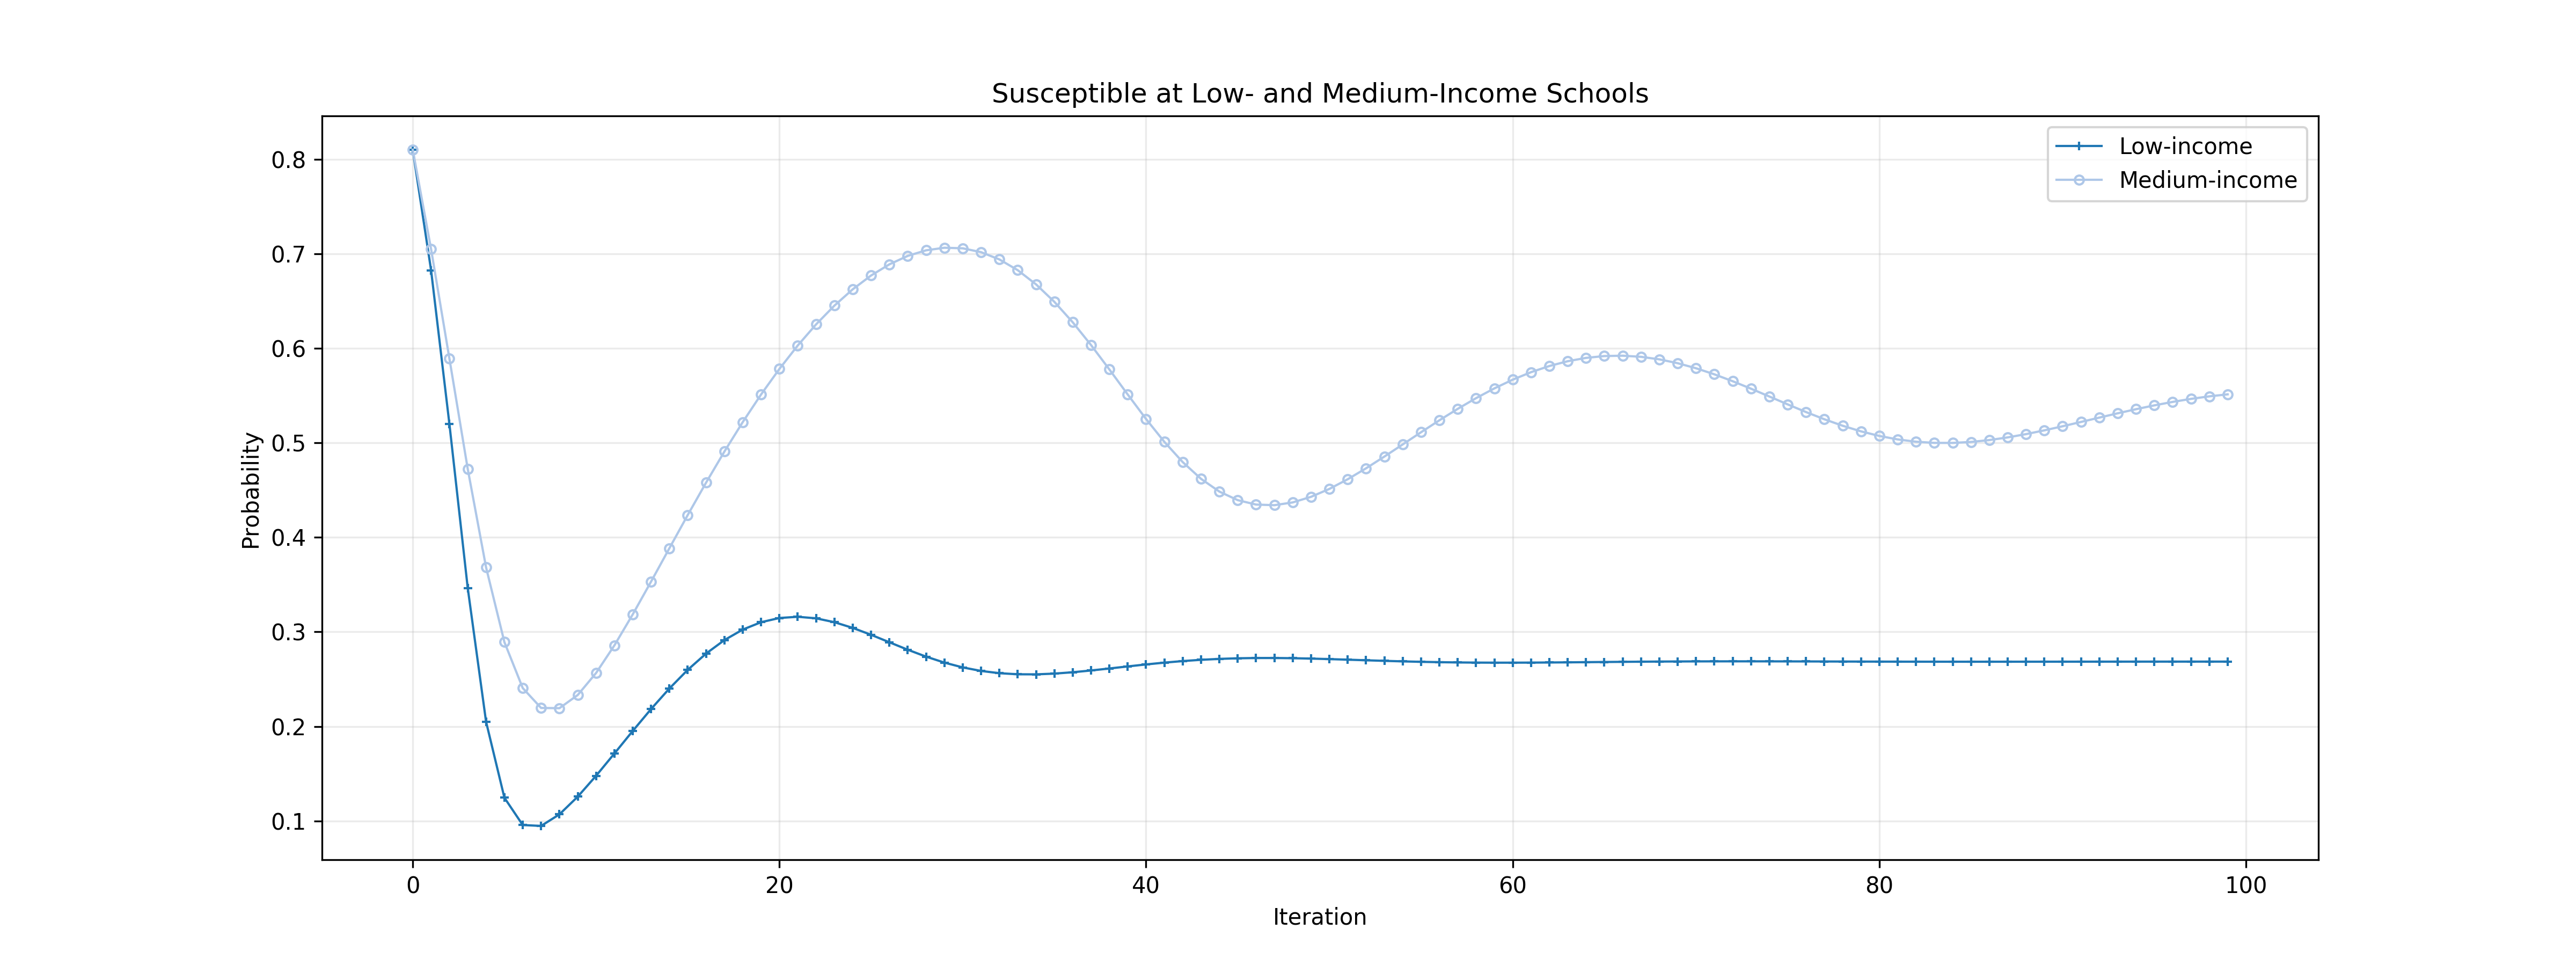 Susceptible at Low- and Medium-Income Schools
Low-income
Medium-income
0.8
0.7
0.6
0.5
0.4
0.3
0.2
0.1
Probability
0 20 40 60 80 100
Iteration